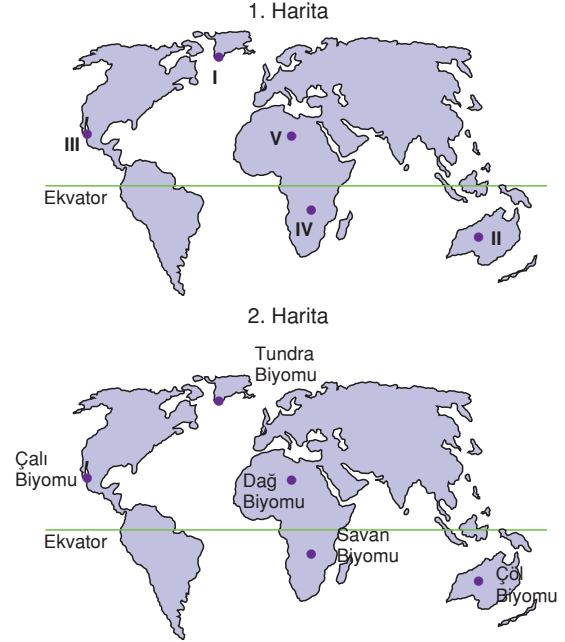 1. Harita
I
III
V
Ekvator
IV
II
2. Harita
Tundra
Biyomu
Çalı
Biyomu
Dağ
Biyomu
Ekvator
Savan
Biyomu
Çöl
Biyomu